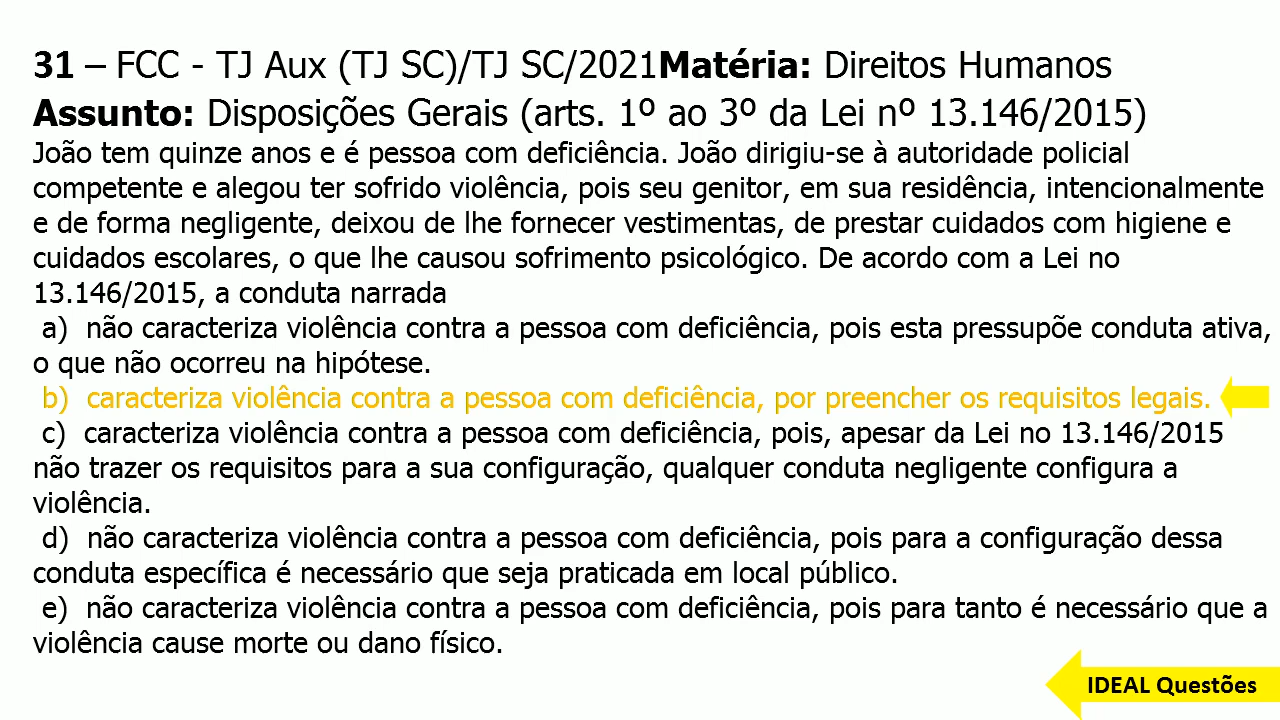 31 – FCC - TJ Aux (TJ SC)/TJ SC/2021Matéria: Direitos Humanos
Assunto: Disposições Gerais (arts. 1º ao 3º da Lei nº 13.146/2015)
João tem quinze anos e é pessoa com deficiência. João dirigiu-se à autoridade policial
competente e alegou ter sofrido violência, pois seu genitor, em sua residência, intencionalmente
e de forma negligente, deixou de lhe fornecer vestimentas, de prestar cuidados com higiene e
cuidados escolares, o que lhe causou sofrimento psicológico. De acordo com a Lei no
13.146/2015, a conduta narrada
a) não caracteriza violência contra a pessoa com deficiência, pois esta pressupõe conduta ativa,
o que não ocorreu na hipótese.
b) caracteriza violência contra a pessoa com deficiência, por preencher os requisitos legais.
c) caracteriza violência contra a pessoa com deficiência, pois, apesar da Lei no 13.146/2015
não trazer os requisitos para a sua configuração, qualquer conduta negligente configura a
violência.
d) não caracteriza violência contra a pessoa com deficiência, pois para a configuração dessa
conduta específica é necessário que seja praticada em local público.
e) não caracteriza violência contra a pessoa com deficiência, pois para tanto é necessário que a
violência cause morte ou dano físico.
IDEAL Questões